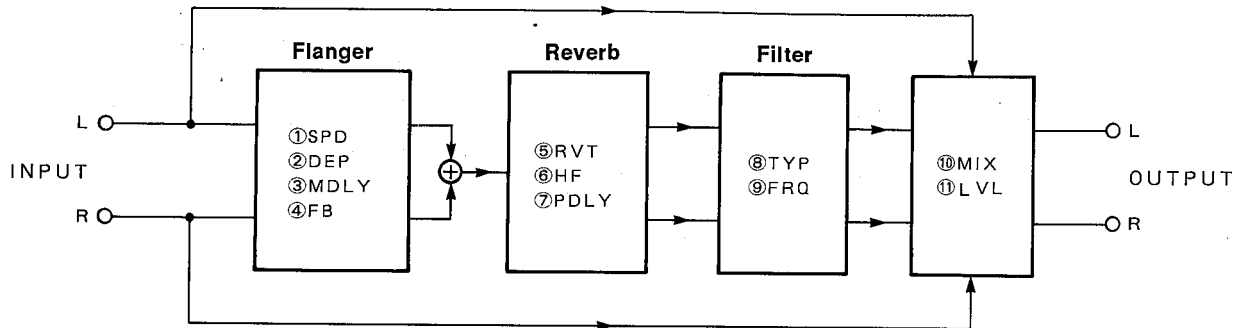 Flanger
Reverb
Filter
L
R
INPUT
①SPD
②DEP
③MDLY
④FB
⑤RVT
⑥HF
⑦PDLY
⑧TYP
⑨FRQ
⑩MIX
⑪LVL
L
R
OUTPUT